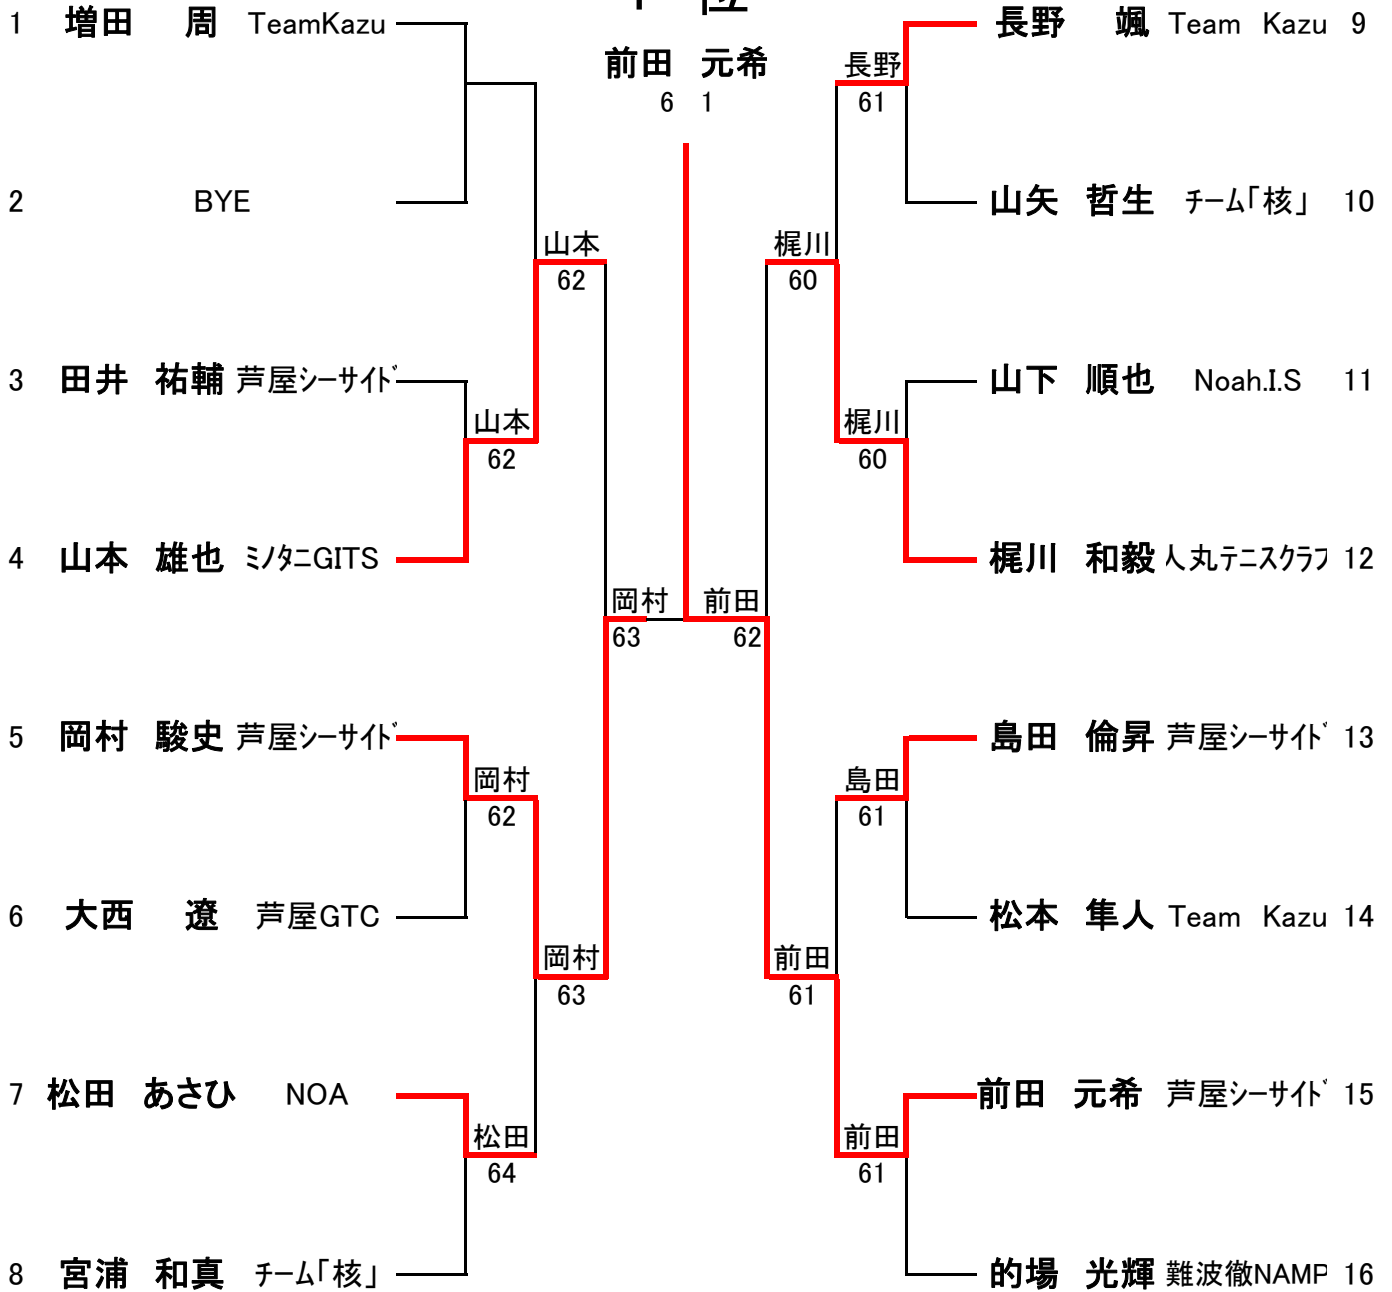 1 増田 周 TeamKazu
2 BYE
3 田井 祐輔 芦屋シーサイド
4 山本 雄也 ミノタニGITS
5 岡村 駿史 芦屋シーサイド
6 大西 遼 芦屋GTC
7 松田 あさひ NOA
8 宮浦 和真 チーム「核」
山本
62
岡村
62
松田
64
山本
62
岡村
63
岡村
63
位
前田 元希
6 1
前田
62
梶川
60
前田
61
長野
61
梶川
60
島田
61
前田
61
長野 颯 Team Kazu 9
山矢 哲生 チーム「核」 10
山下 順也 Noah.I.S 11
梶川 和毅 人丸テニスクラブ 12
島田 倫昇 芦屋シーサイド 13
松本 隼人 Team Kazu 14
前田 元希 芦屋シーサイド 15
的場 光輝 難波徹NAMP 16